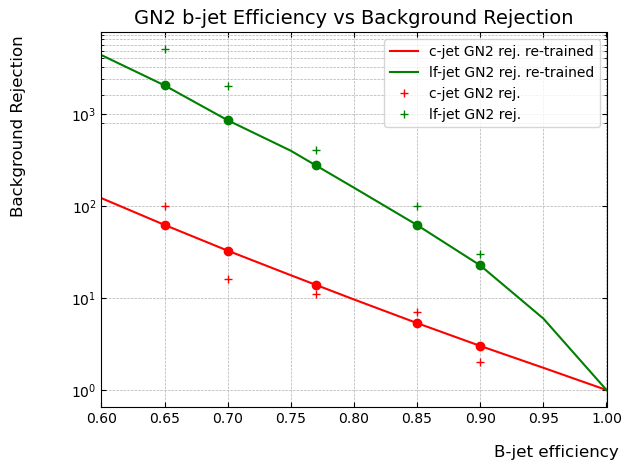 GN2 b-jet Efficiency vs Background Rejection
Background Rejection
c-jet GN2 rej. re-trained
lf-jet GN2 rej. re-trained
c-jet GN2 rej.
lf-jet GN2 rej.
10³
10²
10¹
10⁰
0.60 0.65 0.70 0.75 0.80 0.85 0.90 0.95 1.00
B-jet efficiency